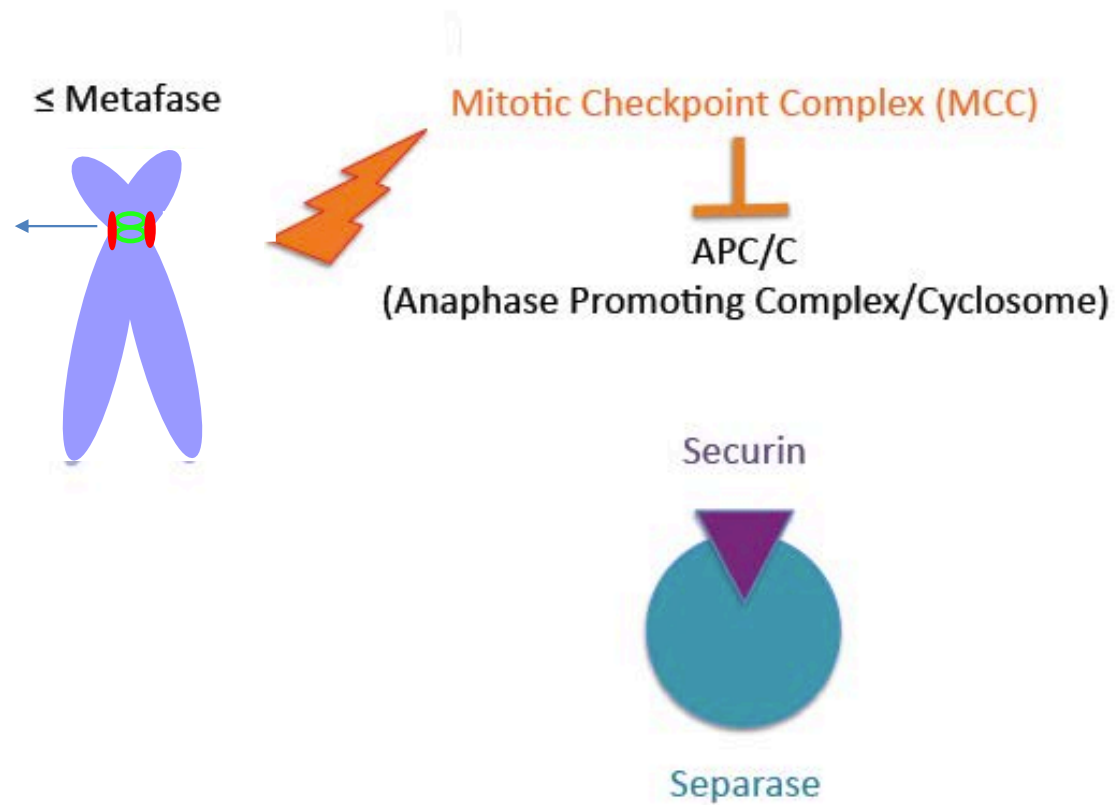 ≤ Metafase
Mitotic Checkpoint Complex (MCC)
APC/C
(Anaphase Promoting Complex/Cyclosome)
Securin
Separase